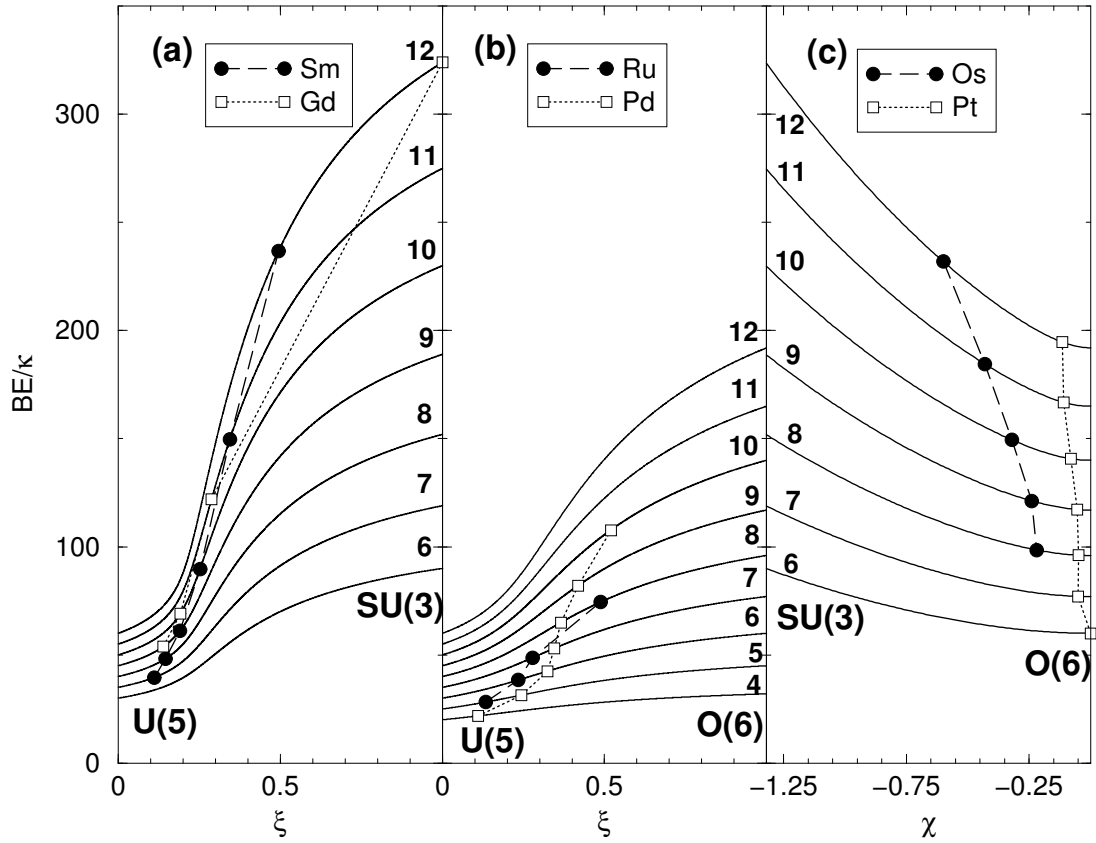 (a)
Sm
Gd
12
11
10
9
8
7
6
SU(3)
U(5)
(b)
Ru
Pd
12
11
10
9
8
7
6
5
4
U(5)
O(6)
(c)
Os
Pt
12
11
10
9
8
7
6
SU(3)
O(6)
300
200
100
0
BE/κ
0 0.5 0 0.5 −1.25 −0.75 −0.25
ξ ξ χ